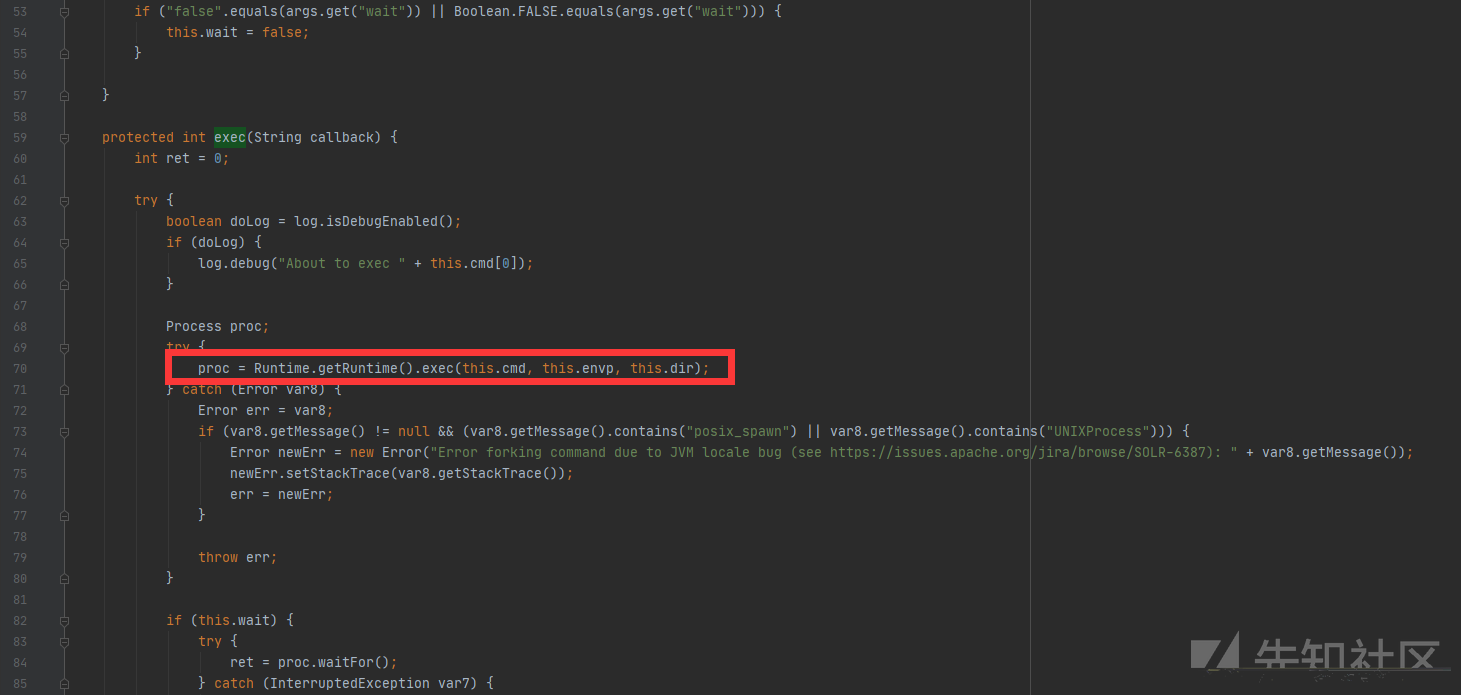 53 if ("false".equals(args.get("wait")) || Boolean.FALSE.equals(args.get("wait"))) {
54 this.wait = false;
55 }
56
57 }
58
59 protected int exec(String callback) {
60 int ret = 0;
61
62 try {
63 boolean doLog = log.isDebugEnabled();
64 if (doLog) {
65 log.debug("About to exec " + this.cmd[0]);
66 }
67
68 Process proc;
69 try {
70 proc = Runtime.getRuntime().exec(this.cmd, this.envp, this.dir);
71 } catch (Error var8) {
72 Error err = var8;
73 if (var8.getMessage() != null && (var8.getMessage().contains("posix_spawn") || var8.getMessage().contains("UNIXProcess"))) {
74 Error newErr = new Error("Error forking command due to JVM locale bug (see https://issues.apache.org/jira/browse/SOLR-6387): " + var8.getMessage());
75 newErr.setStackTrace(var8.getStackTrace());
76 err = newErr;
77 }
78
79 throw err;
80 }
81
82 if (this.wait) {
83 try {
84 ret = proc.waitFor();
85 } catch (InterruptedException var7) {
先知社区